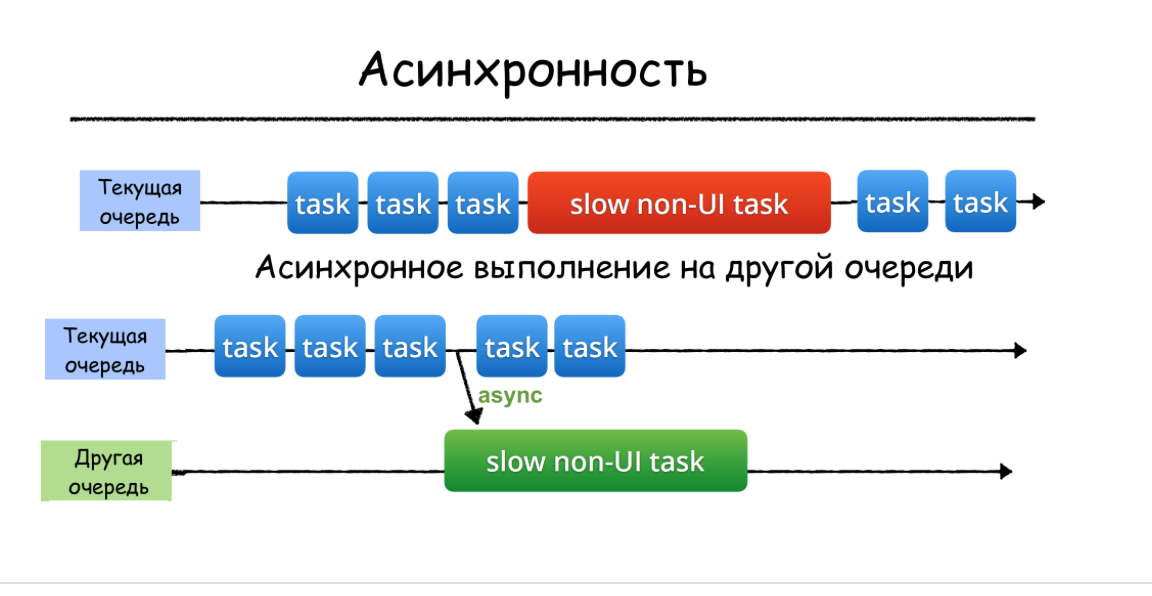 Асинхронность
Текущая
очередь
task task task slow non-UI task task task
Асинхронное выполнение на другой очереди
Текущая
очередь
task task task task task
async
Другая
очередь
slow non-UI task